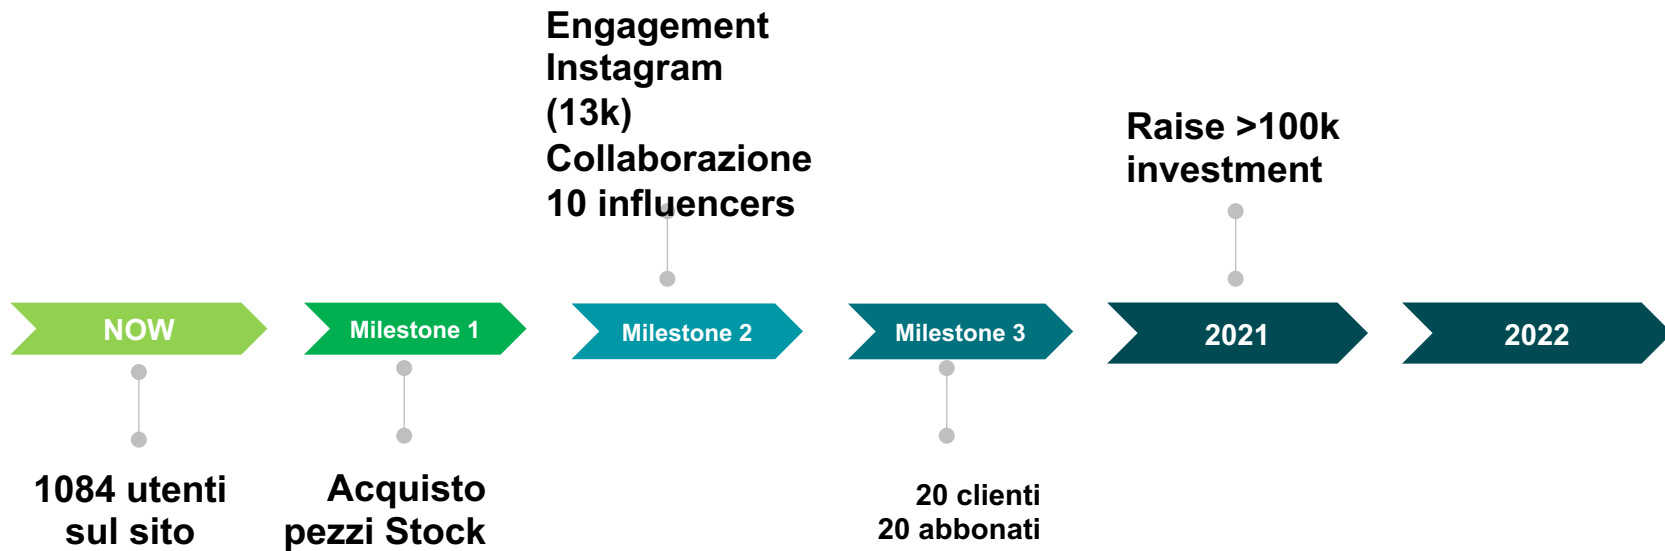 Engagement
Instagram
(13k)
Collaborazione
10 influencers
Raise >100k
investment
NOW
Milestone 1
Milestone 2
Milestone 3
2021
2022
1084 utenti
sul sito
Acquisto
pezzi Stock
20 clienti
20 abbonati